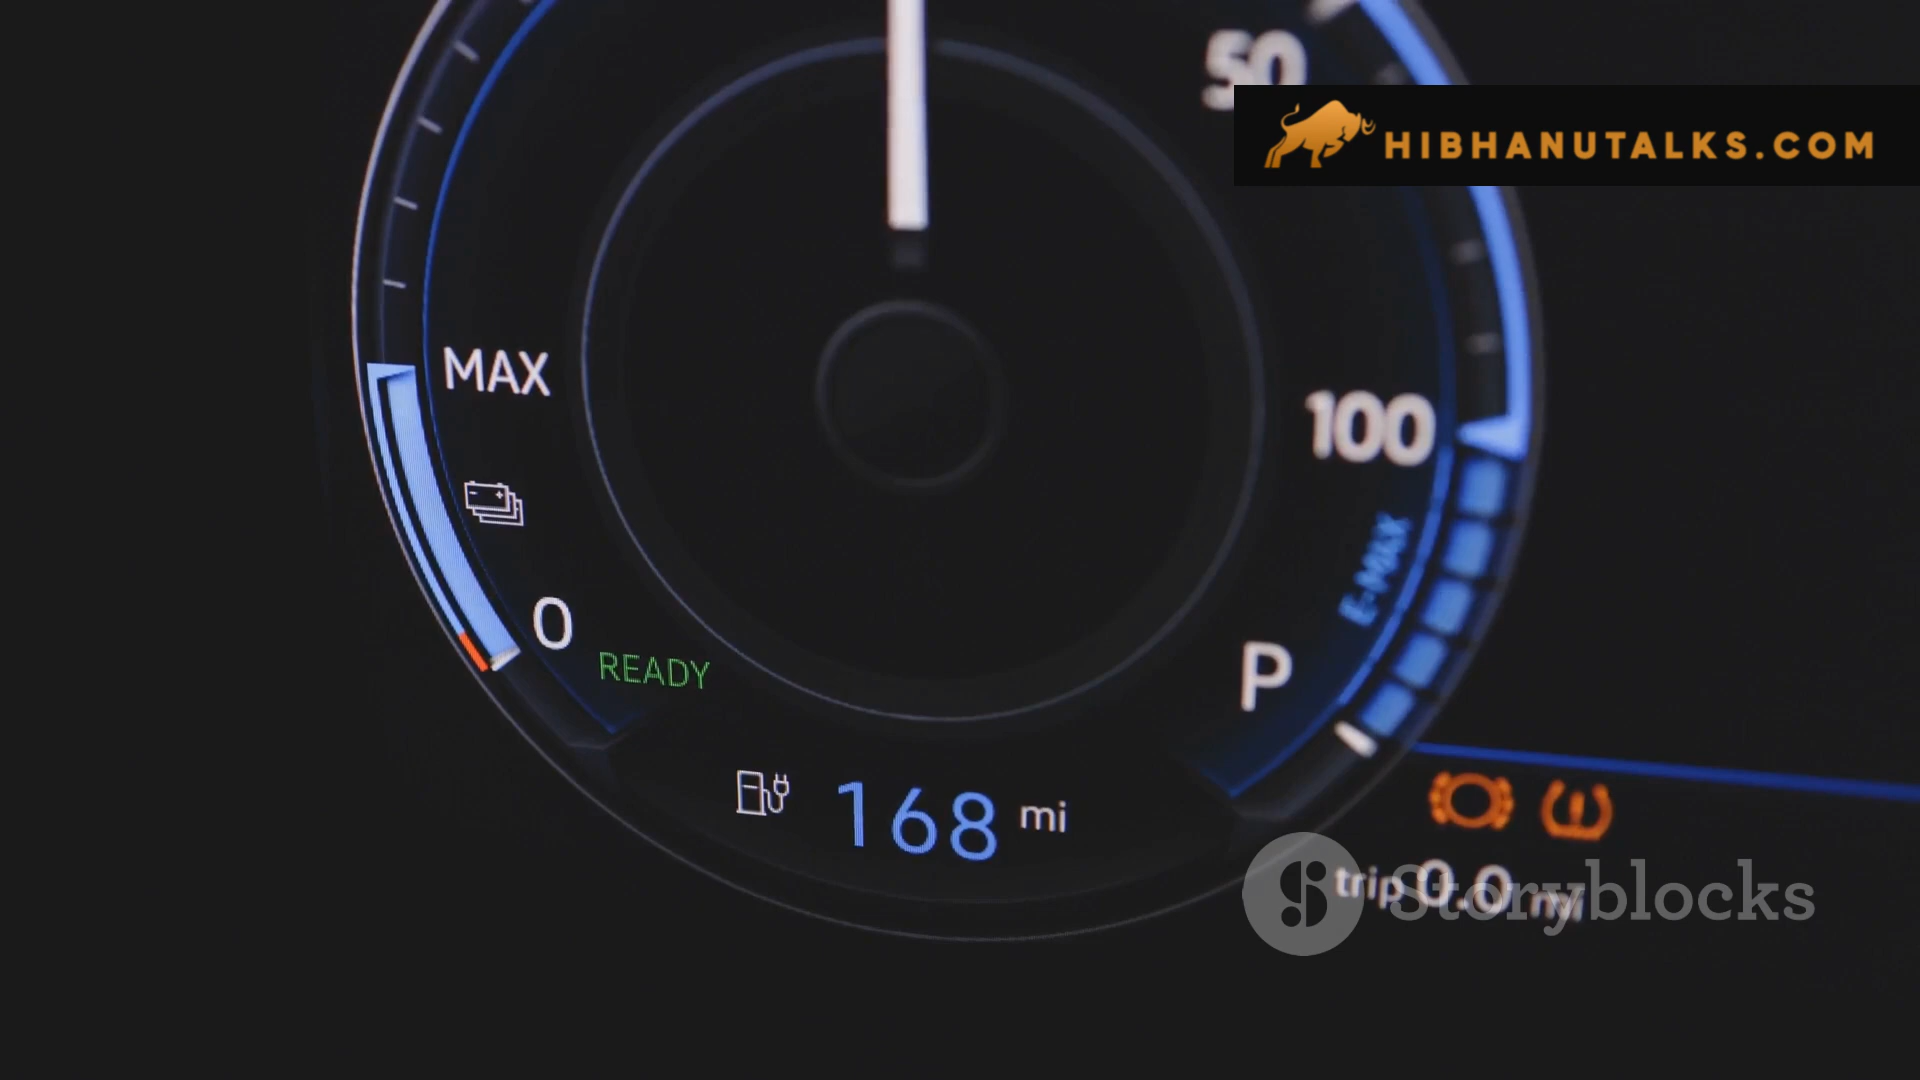 50
HIBHANUTALKS.COM
MAX
100
E-MAX
0
READY
P
168 mi
trip 0.0 mi
Storyblocks